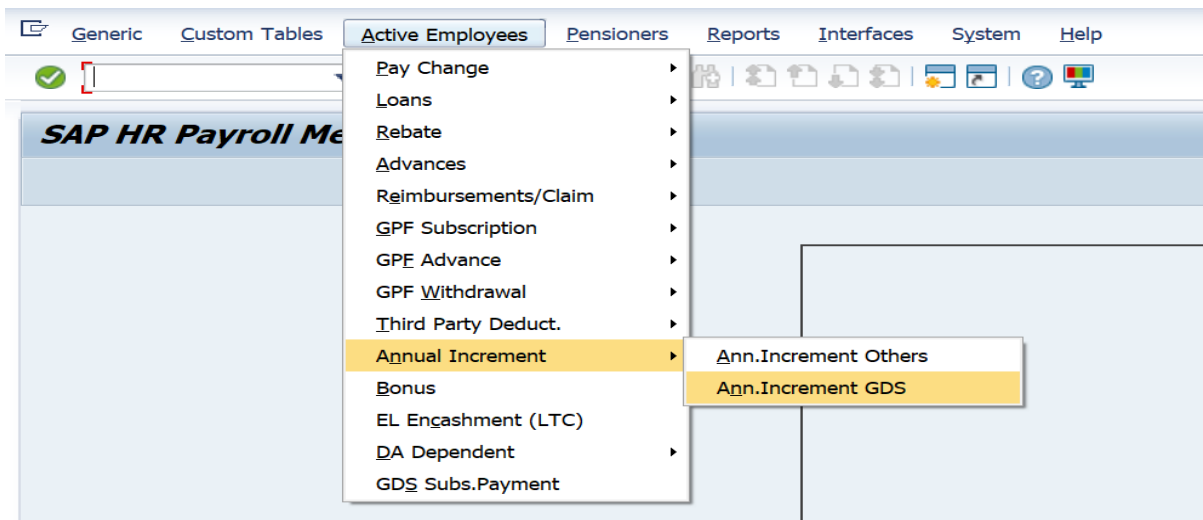 Generic Custom Tables Active Employees Pensioners Reports Interfaces System Help
SAP HR Payroll Me
Pay Change
Loans
Rebate
Advances
Reimbursements/Claim
GPF Subscription
GPF Advance
GPF Withdrawal
Third Party Deduct.
Annual Increment
Ann.Increment Others
Ann.Increment GDS
Bonus
EL Encashment (LTC)
DA Dependent
GDS Subs.Payment